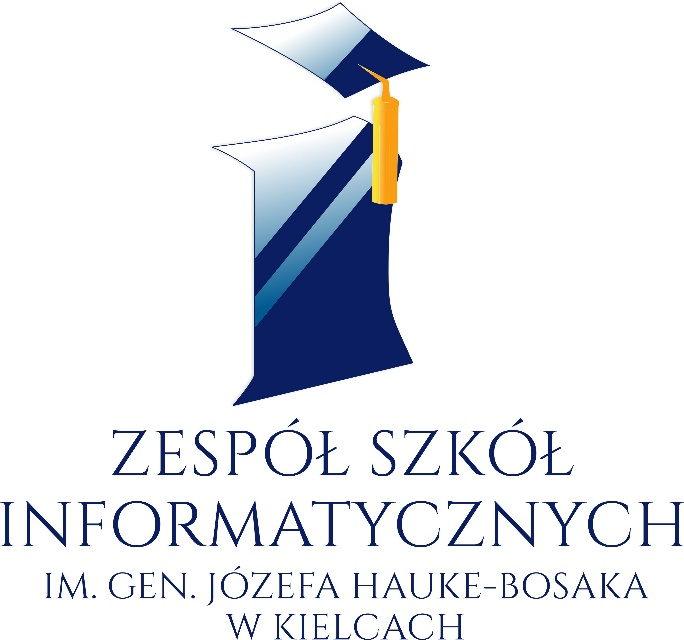 ZESPÓŁ SZKÓŁ
INFORMATYCZNYCH
IM. GEN. JÓZEFA HAUKE-BOSAKA
W KIELCACH